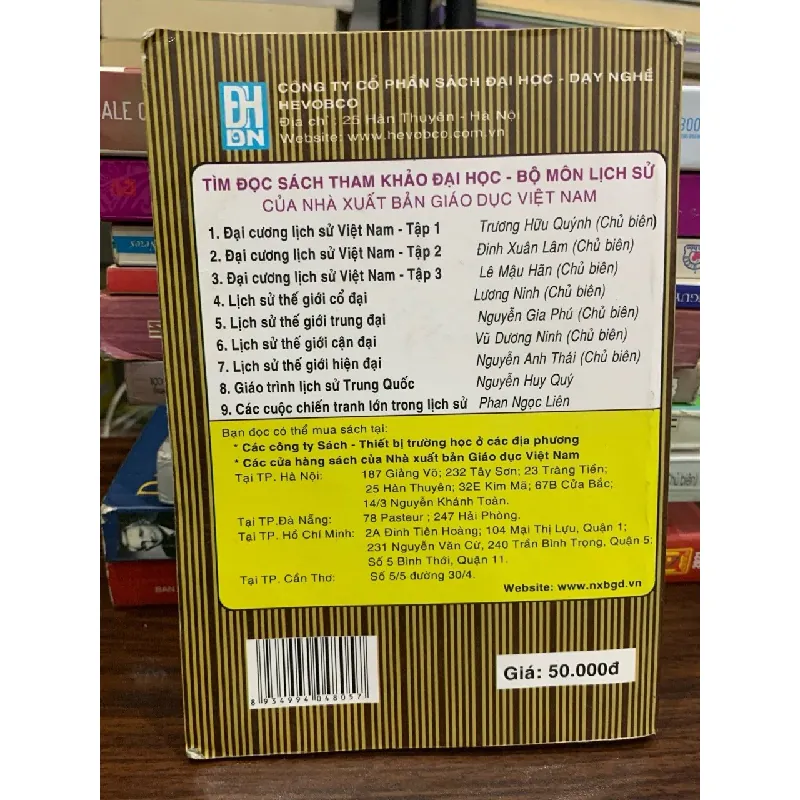 ĐH
DN
CÔNG TY CỔ PHẦN SÁCH ĐẠI HỌC - DẠY NGHỀ
HEVOBCO
Địa chỉ : 25 Hàn Thuyên - Hà Nội
Website: www.hevobco.com.vn
TÌM ĐỌC SÁCH THAM KHẢO ĐẠI HỌC - BỘ MÔN LỊCH SỬ
CỦA NHÀ XUẤT BẢN GIÁO DỤC VIỆT NAM
1. Đại cương lịch sử Việt Nam - Tập 1 Trương Hữu Quýnh (Chủ biên)
2. Đại cương lịch sử Việt Nam - Tập 2 Đinh Xuân Lâm (Chủ biên)
3. Đại cương lịch sử Việt Nam - Tập 3 Lê Mậu Hãn (Chủ biên)
4. Lịch sử thế giới cổ đại Lương Ninh (Chủ biên)
5. Lịch sử thế giới trung đại Nguyễn Gia Phú (Chủ biên)
6. Lịch sử thế giới cận đại Vũ Dương Ninh (Chủ biên)
7. Lịch sử thế giới hiện đại Nguyễn Anh Thái (Chủ biên)
8. Giáo trình lịch sử Trung Quốc Nguyễn Huy Quý
9. Các cuộc chiến tranh lớn trong lịch sử Phan Ngọc Liên
Bạn đọc có thể mua sách tại:
* Các công ty Sách - Thiết bị trường học ở các địa phương
* Các cửa hàng sách của Nhà xuất bản Giáo dục Việt Nam
Tại TP. Hà Nội: 187 Giảng Võ; 232 Tây Sơn; 23 Tràng Tiền;
25 Hàn Thuyên; 32E Kim Mã; 67B Cửa Bắc;
14/3 Nguyễn Khánh Toàn.
Tại TP.Đà Nẵng: 78 Pasteur ; 247 Hải Phòng.
Tại TP. Hồ Chí Minh: 2A Đinh Tiên Hoàng; 104 Mai Thị Lựu, Quận 1;
231 Nguyễn Văn Cừ, 240 Trần Bình Trọng, Quận 5;
Số 5 Bình Thới, Quận 11.
Tại TP. Cần Thơ: Số 5/5 đường 30/4.
Website: www.nxbgd.vn
8 934994 048057
Giá: 50.000đ